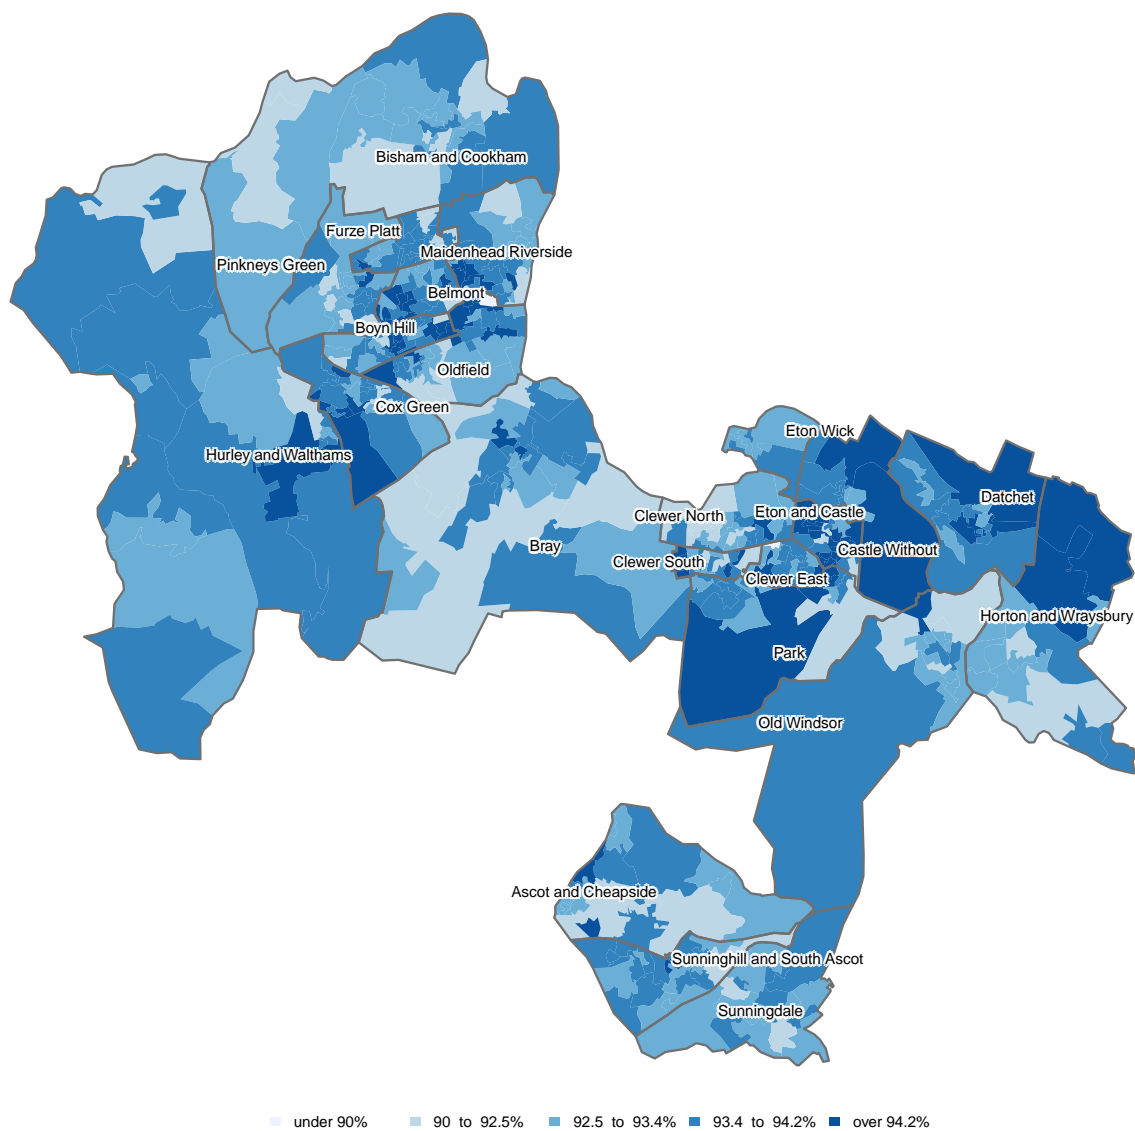 Bisham and Cookham
Furze Platt
Maidenhead Riverside
Pinkneys Green
Belmont
Boyn Hill
Oldfield
Cox Green
Eton Wick
Hurley and Walthams
Datchet
Clewer North
Eton and Castle
Bray
Castle Without
Clewer South
Clewer East
Horton and Wraysbury
Park
Old Windsor
Ascot and Cheapside
Sunninghill and South Ascot
Sunningdale
under 90% 90 to 92.5% 92.5 to 93.4% 93.4 to 94.2% over 94.2%